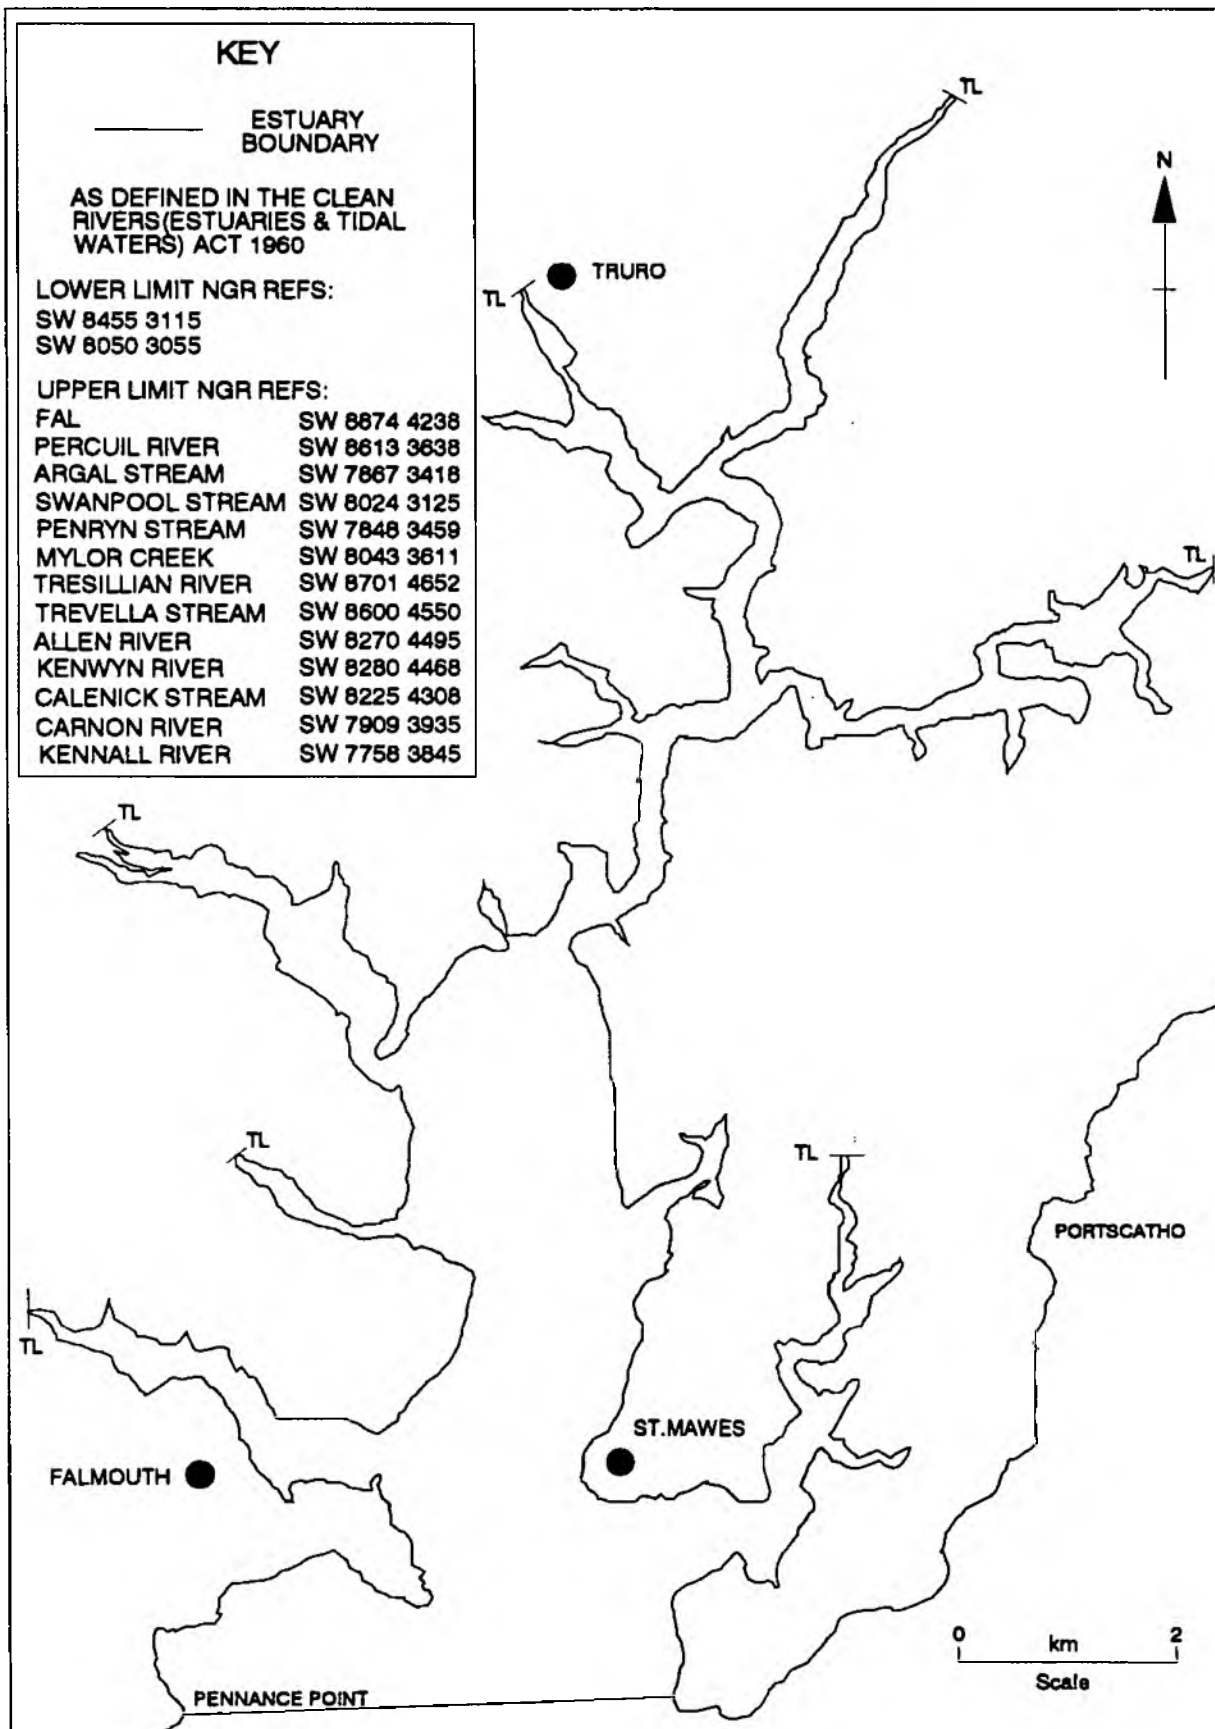 KEY
ESTUARY
BOUNDARY
AS DEFINED IN THE CLEAN
RIVERS(ESTUARIES & TIDAL
WATERS) ACT 1960
LOWER LIMIT NGR REFS:
SW 8455 3115
SW 8050 3055
UPPER LIMIT NGR REFS:
FAL SW 8874 4238
PERCUIL RIVER SW 8613 3638
ARGAL STREAM SW 7867 3418
SWANPOOL STREAM SW 8024 3125
PENRYN STREAM SW 7848 3459
MYLOR CREEK SW 8043 3611
TRESILLIAN RIVER SW 8701 4652
TREVELLA STREAM SW 8600 4550
ALLEN RIVER SW 8270 4495
KENWYN RIVER SW 8280 4468
CALENICK STREAM SW 8225 4308
CARNON RIVER SW 7909 3935
KENNALL RIVER SW 7758 3845
TL
N
TRURO
TL
TL
TL
TL
TL
PORTSCATHO
TL
ST.MAWES
FALMOUTH
0 km 2
Scale
PENNANCE POINT